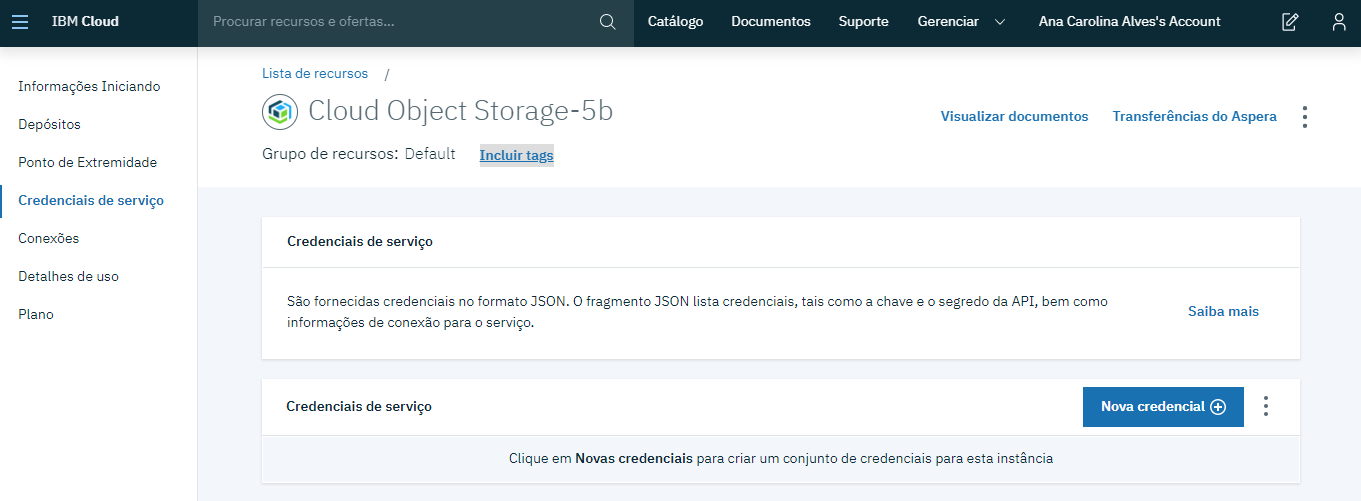 IBM Cloud
Procurar recursos e ofertas...
Catálogo
Documentos
Suporte
Gerenciar
Ana Carolina Alves's Account
Informações Iniciando
Depósitos
Ponto de Extremidade
Credenciais de serviço
Conexões
Detalhes de uso
Plano
Lista de recursos /
Cloud Object Storage-5b
Grupo de recursos: Default Incluir tags
Visualizar documentos
Transferências do Aspera
Credenciais de serviço
São fornecidas credenciais no formato JSON. O fragmento JSON lista credenciais, tais como a chave e o segredo da API, bem como
informações de conexão para o serviço.
Saiba mais
Credenciais de serviço
Nova credencial
Clique em Novas credenciais para criar um conjunto de credenciais para esta instância